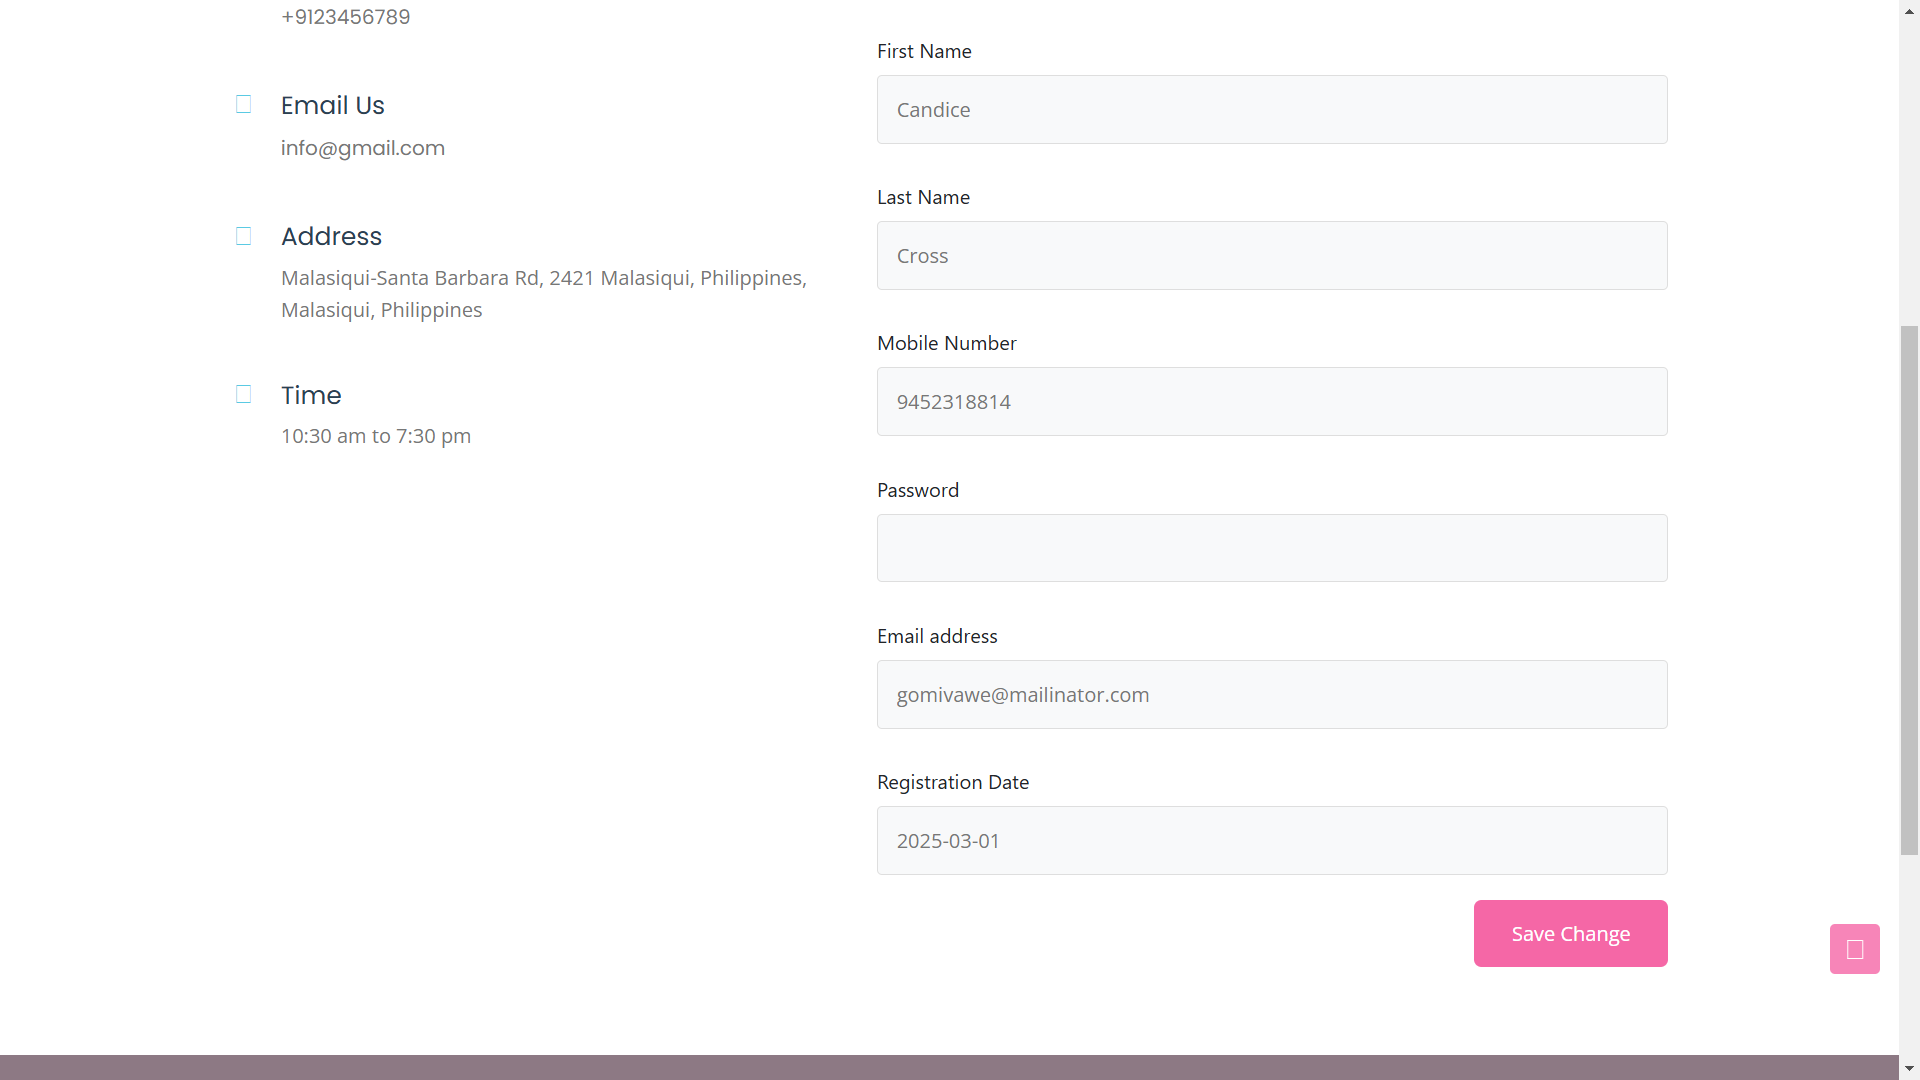 +9123456789
Email Us
info@gmail.com
Address
Malasiqui-Santa Barbara Rd, 2421 Malasiqui, Philippines,
Malasiqui, Philippines
Time
10:30 am to 7:30 pm
First Name
Candice
Last Name
Cross
Mobile Number
9452318814
Password
Email address
gomivawe@mailinator.com
Registration Date
2025-03-01
Save Change